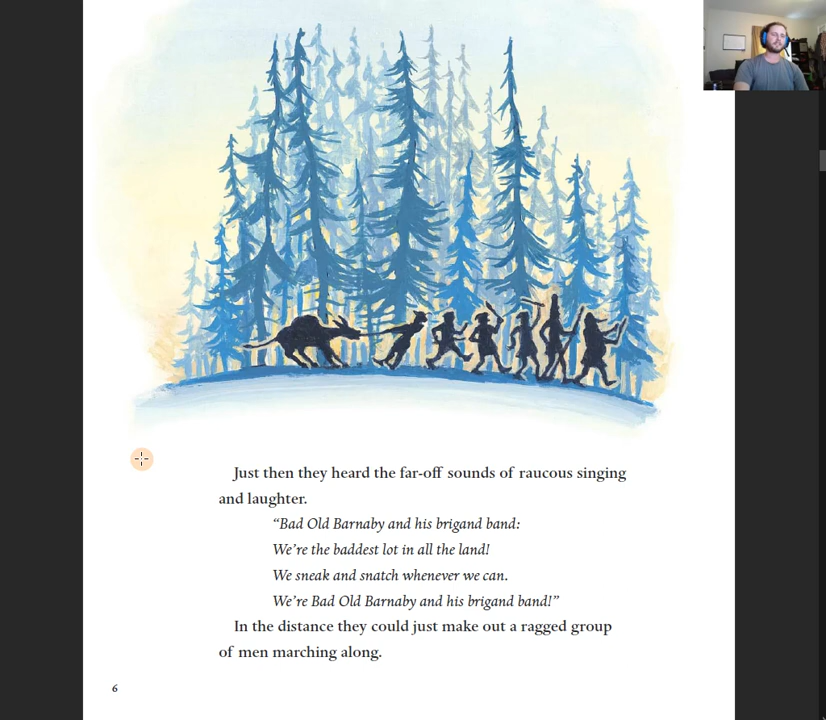 Just then they heard the far-off sounds of raucous singing
and laughter.
“Bad Old Barnaby and his brigand band:
We’re the baddest lot in all the land!
We sneak and snatch whenever we can.
We’re Bad Old Barnaby and his brigand band!”
In the distance they could just make out a ragged group
of men marching along.
6